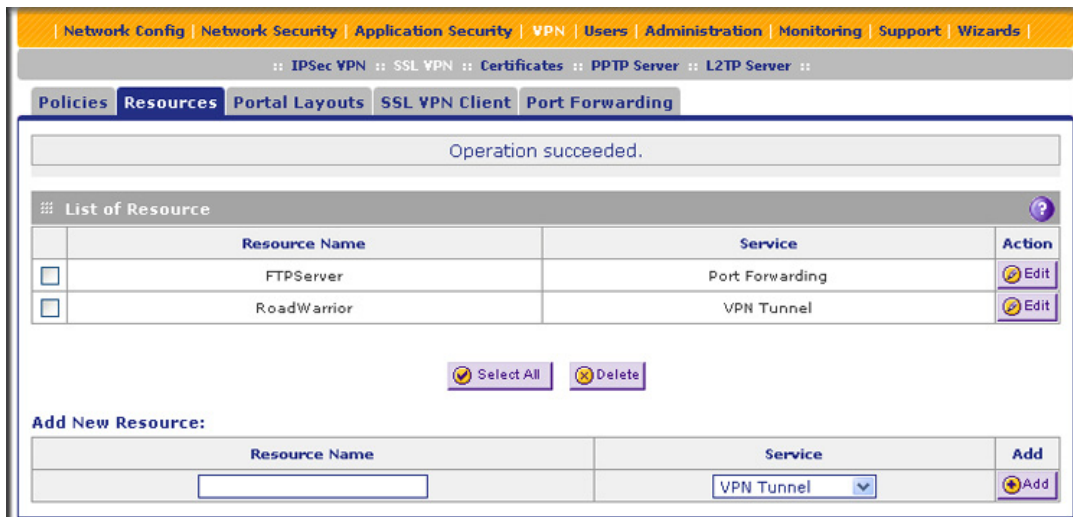 | Network Config | Network Security | Application Security | VPN | Users | Administration | Monitoring | Support | Wizards |
:: IPSec VPN :: SSL VPN :: Certificates :: PPTP Server :: L2TP Server ::
Policies Resources Portal Layouts SSL VPN Client Port Forwarding
Operation succeeded.
List of Resource ?
Resource Name Service Action
FTPServer Port Forwarding Edit
RoadWarrior VPN Tunnel Edit
Select All Delete
Add New Resource:
Resource Name Service Add
VPN Tunnel Add